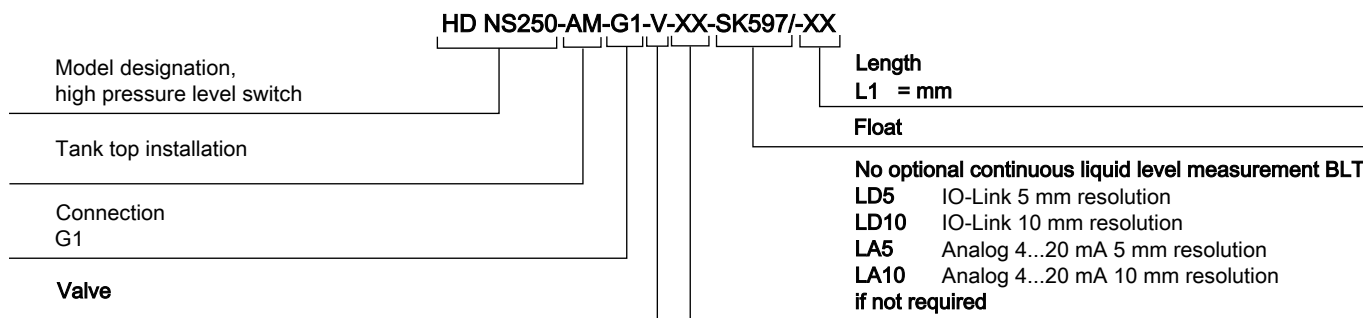 HD NS250-AM-G1-V-XX-SK597/-XX
Model designation,
high pressure level switch
Tank top installation
Connection
G1
Valve
Length
L1 = mm
Float
No optional continuous liquid level measurement BLT
LD5 IO-Link 5 mm resolution
LD10 IO-Link 10 mm resolution
LA5 Analog 4...20 mA 5 mm resolution
LA10 Analog 4...20 mA 10 mm resolution
if not required